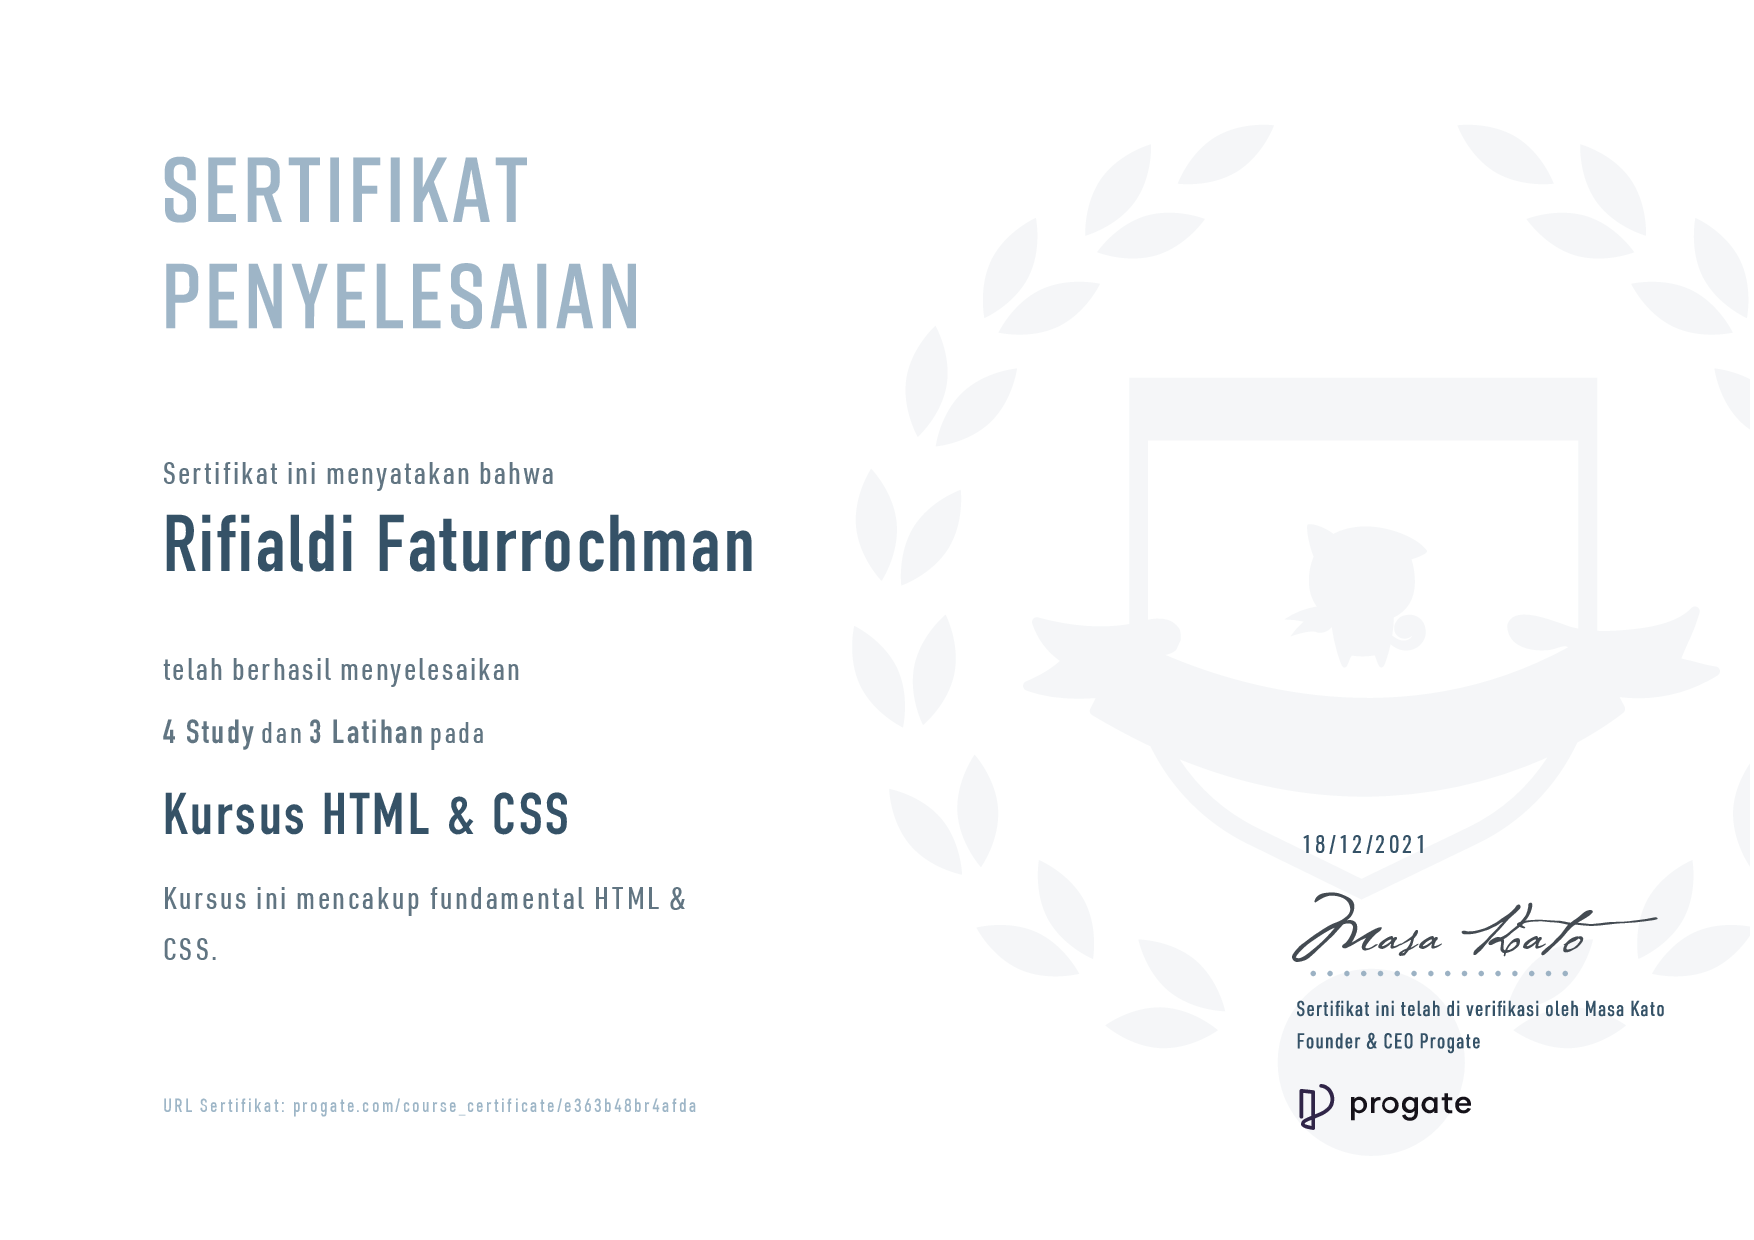 SERTIFIKAT
PENYELESAIAN
Sertifikat ini menyatakan bahwa
Rifialdi Faturrochman
telah berhasil menyelesaikan
4 Study dan 3 Latihan pada
Kursus HTML & CSS
Kursus ini mencakup fundamental HTML &
CSS.
URL Sertifikat: progate.com/course_certificate/e363b48br4afda
18/12/2021
Masa Kato
Sertifikat ini telah di verifikasi oleh Masa Kato
Founder & CEO Progate
progate